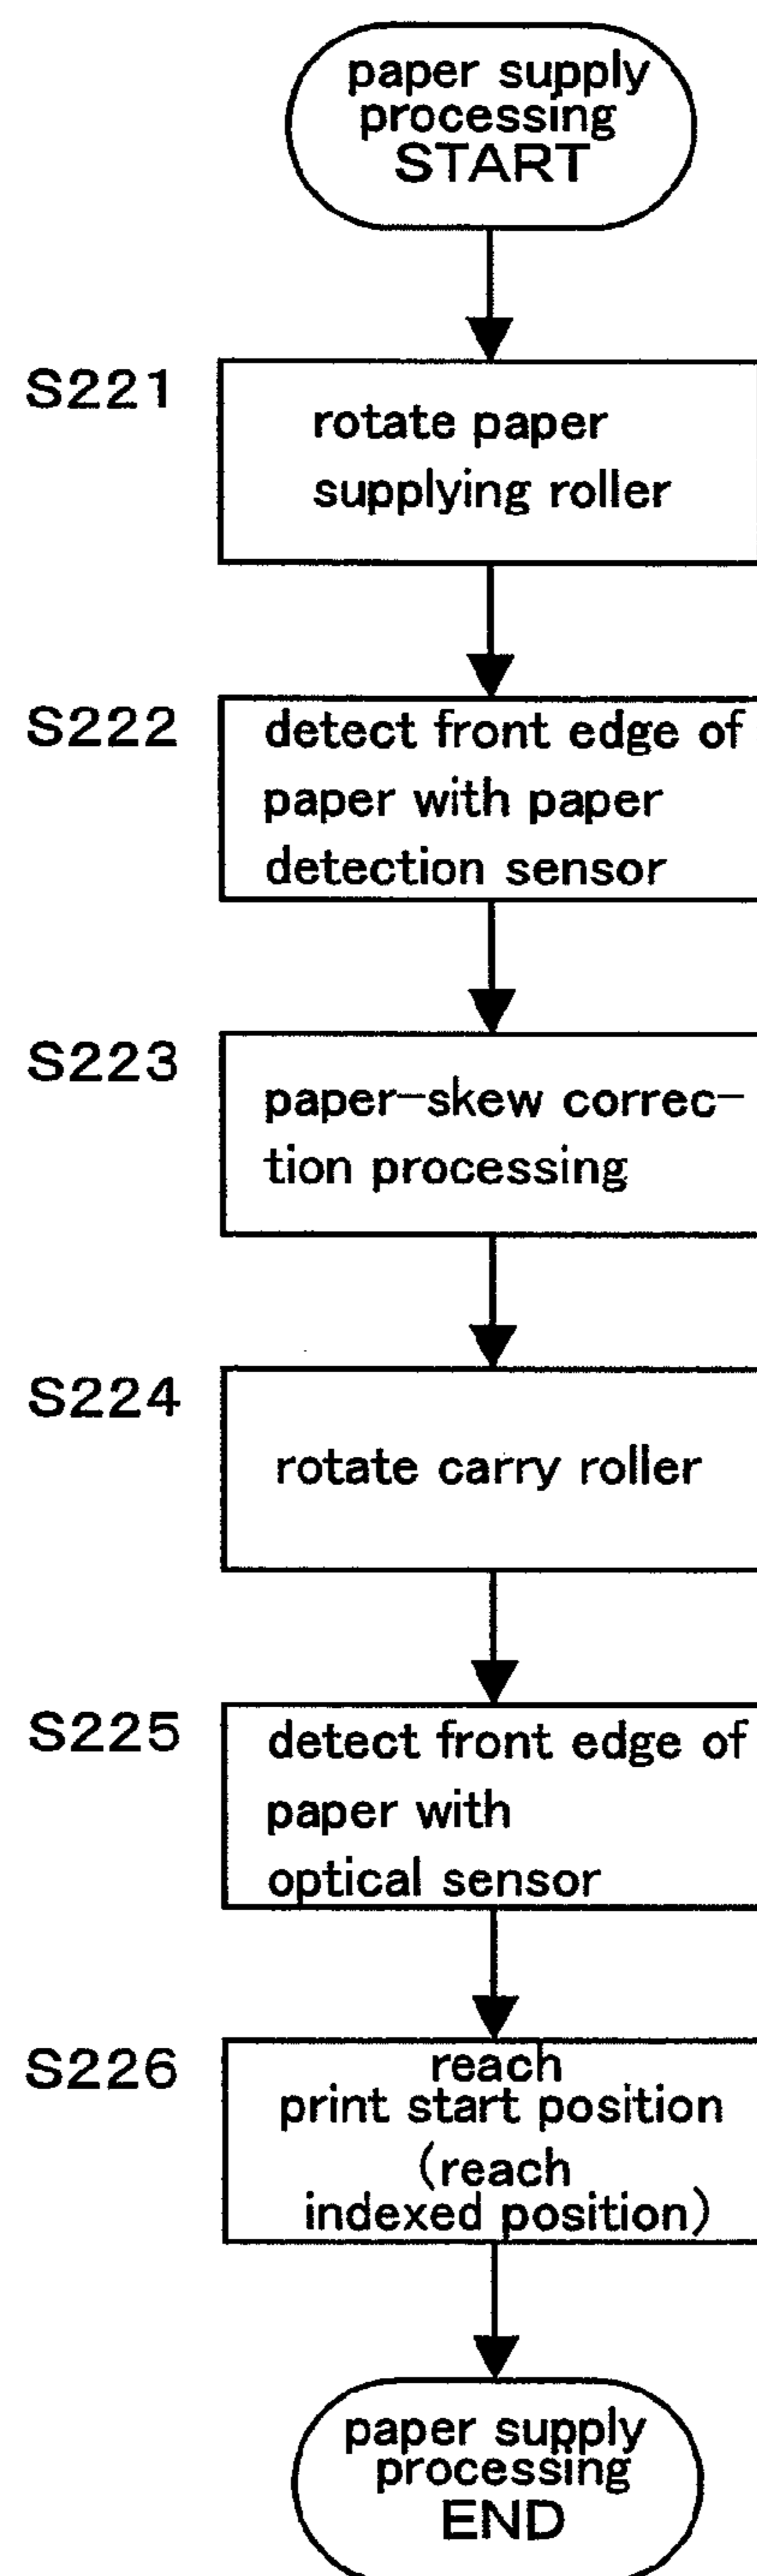 paper supply
processing
START
S221
rotate paper
supplying roller
S222
detect front edge of
paper with paper
detection sensor
S223
paper-skew correc-
tion processing
S224
rotate carry roller
S225
detect front edge of
paper with
optical sensor
S226
reach
print start position
(reach
indexed position)
paper supply
processing
END